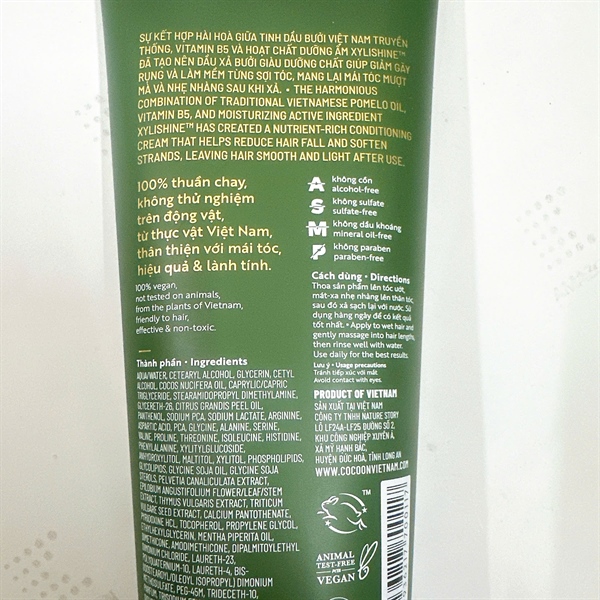 SỰ KẾT HỢP HÀI HOÀ GIỮA TINH DẦU BƯỞI VIỆT NAM TRUYỀN
THỐNG, VITAMIN B5 VÀ HOẠT CHẤT DƯỠNG ẨM XYLISHINE™
ĐÃ TẠO NÊN DẦU XẢ BƯỞI GIÀU DƯỠNG CHẤT GIÚP GIẢM GÃY
RỤNG VÀ LÀM MỀM TỪNG SỢI TÓC, MANG LẠI MÁI TÓC MƯỢT
MÀ VÀ NHẸ NHÀNG SAU KHI XẢ. • THE HARMONIOUS
COMBINATION OF TRADITIONAL VIETNAMESE POMELO OIL,
VITAMIN B5, AND MOISTURIZING ACTIVE INGREDIENT
XYLISHINE™ HAS CREATED A NUTRIENT-RICH CONDITIONING
CREAM THAT HELPS REDUCE HAIR FALL AND SOFTEN
STRANDS, LEAVING HAIR SMOOTH AND LIGHT AFTER USE.
100% thuần chay,
không thử nghiệm
trên động vật,
từ thực vật Việt Nam,
thân thiện với mái tóc,
hiệu quả & lành tính.
100% vegan,
not tested on animals,
from the plants of Vietnam,
friendly to hair,
effective & non-toxic.
A không cồn
alcohol-free
S không sulfate
sulfate-free
M không dầu khoáng
mineral oil-free
P không paraben
paraben-free
Cách dùng • Directions
Thoa sản phẩm lên tóc ướt,
mát-xa nhẹ nhàng lên thân tóc,
sau đó xả sạch lại với nước. Sử
dụng hàng ngày để có kết quả
tốt nhất. • Apply to wet hair and
gently massage into hair lengths,
then rinse well with water.
Use daily for the best results.
Lưu ý • Usage precautions
Tránh tiếp xúc với mắt
Avoid contact with eyes.
PRODUCT OF VIETNAM
SẢN XUẤT TẠI VIỆT NAM
CÔNG TY TNHH NATURE STORY
LÔ LF24A-LF25 ĐƯỜNG SỐ 2,
KHU CÔNG NGHIỆP XUYÊN Á,
XÃ MỸ HẠNH BẮC,
HUYỆN ĐỨC HOÀ, TỈNH LONG AN
WWW.COCOONVIETNAM.COM
Thành phần • Ingredients
AQUA/WATER, CETEARYL ALCOHOL, GLYCERIN, CETYL
ALCOHOL, COCOS NUCIFERA OIL, CAPRYLIC/CAPRIC
TRIGLYCERIDE, STEARAMIDOPROPYL DIMETHYLAMINE,
GLYCERETH-26, CITRUS GRANDIS PEEL OIL,
PANTHENOL, SODIUM PCA, SODIUM LACTATE, ARGININE,
ASPARTIC ACID, PCA, GLYCINE, ALANINE, SERINE,
VALINE, PROLINE, THREONINE, ISOLEUCINE, HISTIDINE,
PHENYLALANINE, XYLITYLGLUCOSIDE,
ANHYDROXYLITOL, MALTITOL, XYLITOL, PHOSPHOLIPIDS,
GLYCOLIPIDS, GLYCINE SOJA OIL, GLYCINE SOJA
STEROLS, PELVETIA CANALICULATA EXTRACT,
EPILOBIUM ANGUSTIFOLIUM FLOWER/LEAF/STEM
EXTRACT, THYMUS VULGARIS EXTRACT, TRITICUM
VULGARE SEED EXTRACT, CALCIUM PANTOTHENATE,
PYRIDOXINE HCL, TOCOPHEROL, PROPYLENE GLYCOL,
ETHYLHEXYLGLYCERIN, MENTHA PIPERITA OIL,
DIMETHICONE, AMODIMETHICONE, DIPALMITOYLETHYL
DIMONIUM CHLORIDE, LAURETH-23,
LAURETH-4, BIS-
(ISOSTEAROYL/OLEOYL ISOPROPYL) DIMONIUM
METHOSULFATE, PEG-45M, TRIDECETH-10,
ANIMAL
TEST-FREE
FOR
VEGAN
TM